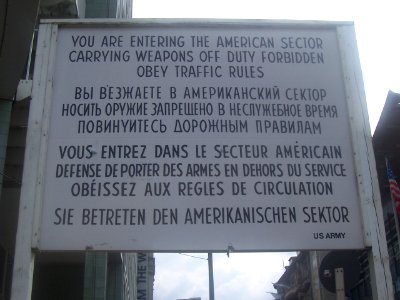 YOU ARE ENTERING THE AMERICAN SECTOR
CARRYING WEAPONS OFF DUTY FORBIDDEN
OBEY TRAFFIC RULES
ВЫ ВЪЕЗЖАЕТЕ В АМЕРИКАНСКИЙ СЕКТОР
НОСИТЬ ОРУЖИЕ ЗАПРЕЩЕНО В НЕСЛУЖЕБНОЕ ВРЕМЯ
ПОВИНУЙТЕСЬ ДОРОЖНЫМ ПРАВИЛАМ
VOUS ENTREZ DANS LE SECTEUR AMÉRICAIN
DEFENSE DE PORTER DES ARMES EN DEHORS DU SERVICE
OBÉISSEZ AUX REGLES DE CIRCULATION
SIE BETRETEN DEN AMERIKANISCHEN SEKTOR
US ARMY